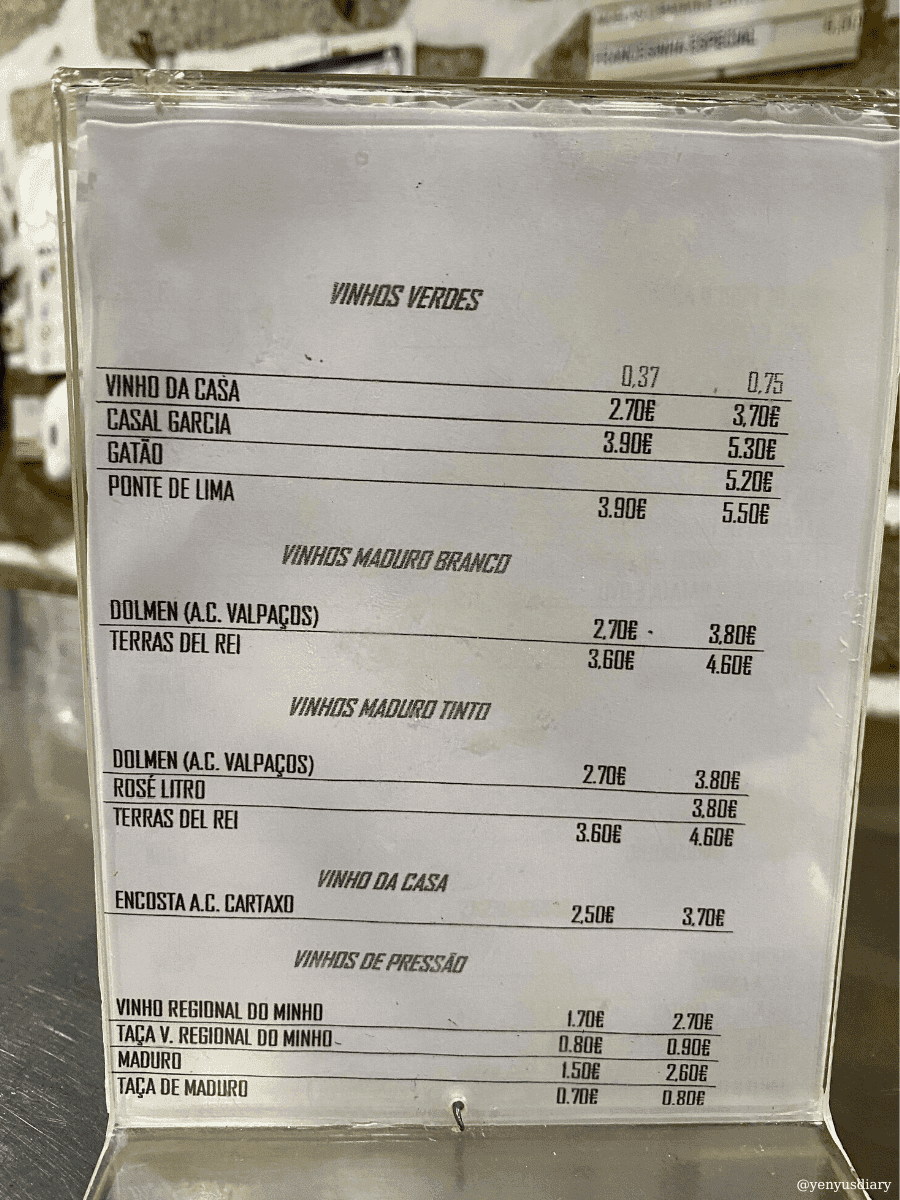 FRANCESINHA ESPECIAL
VINHOS VERDES
0,37 0,75
VINHO DA CASA 2.70€ 3,70€
CASAL GARCIA 3.90€ 5.30€
GATÃO 5.20€
PONTE DE LIMA 3.90€ 5.50€
VINHOS MADURO BRANCO
DOLMEN (A.C. VALPAÇOS) 2,70€ 3,80€
TERRAS DEL REI 3,60€ 4.60€
VINHOS MADURO TINTO
DOLMEN (A.C. VALPAÇOS) 2.70€ 3.80€
ROSÉ LITRO 3,80€
TERRAS DEL REI 3.60€ 4.60€
VINHO DA CASA
ENCOSTA A.C. CARTAXO 2,50€ 3,70€
VINHOS DE PRESSÃO
VINHO REGIONAL DO MINHO 1.70€ 2.70€
TAÇA V. REGIONAL DO MINHO 0.80€ 0.90€
MADURO 1.50€ 2,60€
TAÇA DE MADURO 0.70€ 0.80€
@yenyusdiary